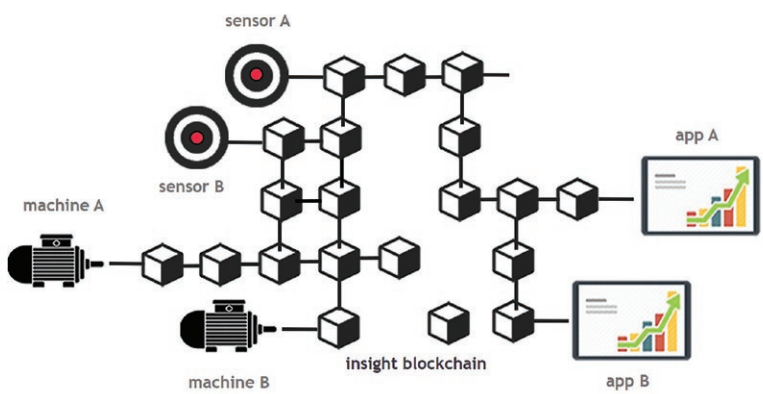 sensor A
sensor B
app A
machine A
insight blockchain
machine B
app B